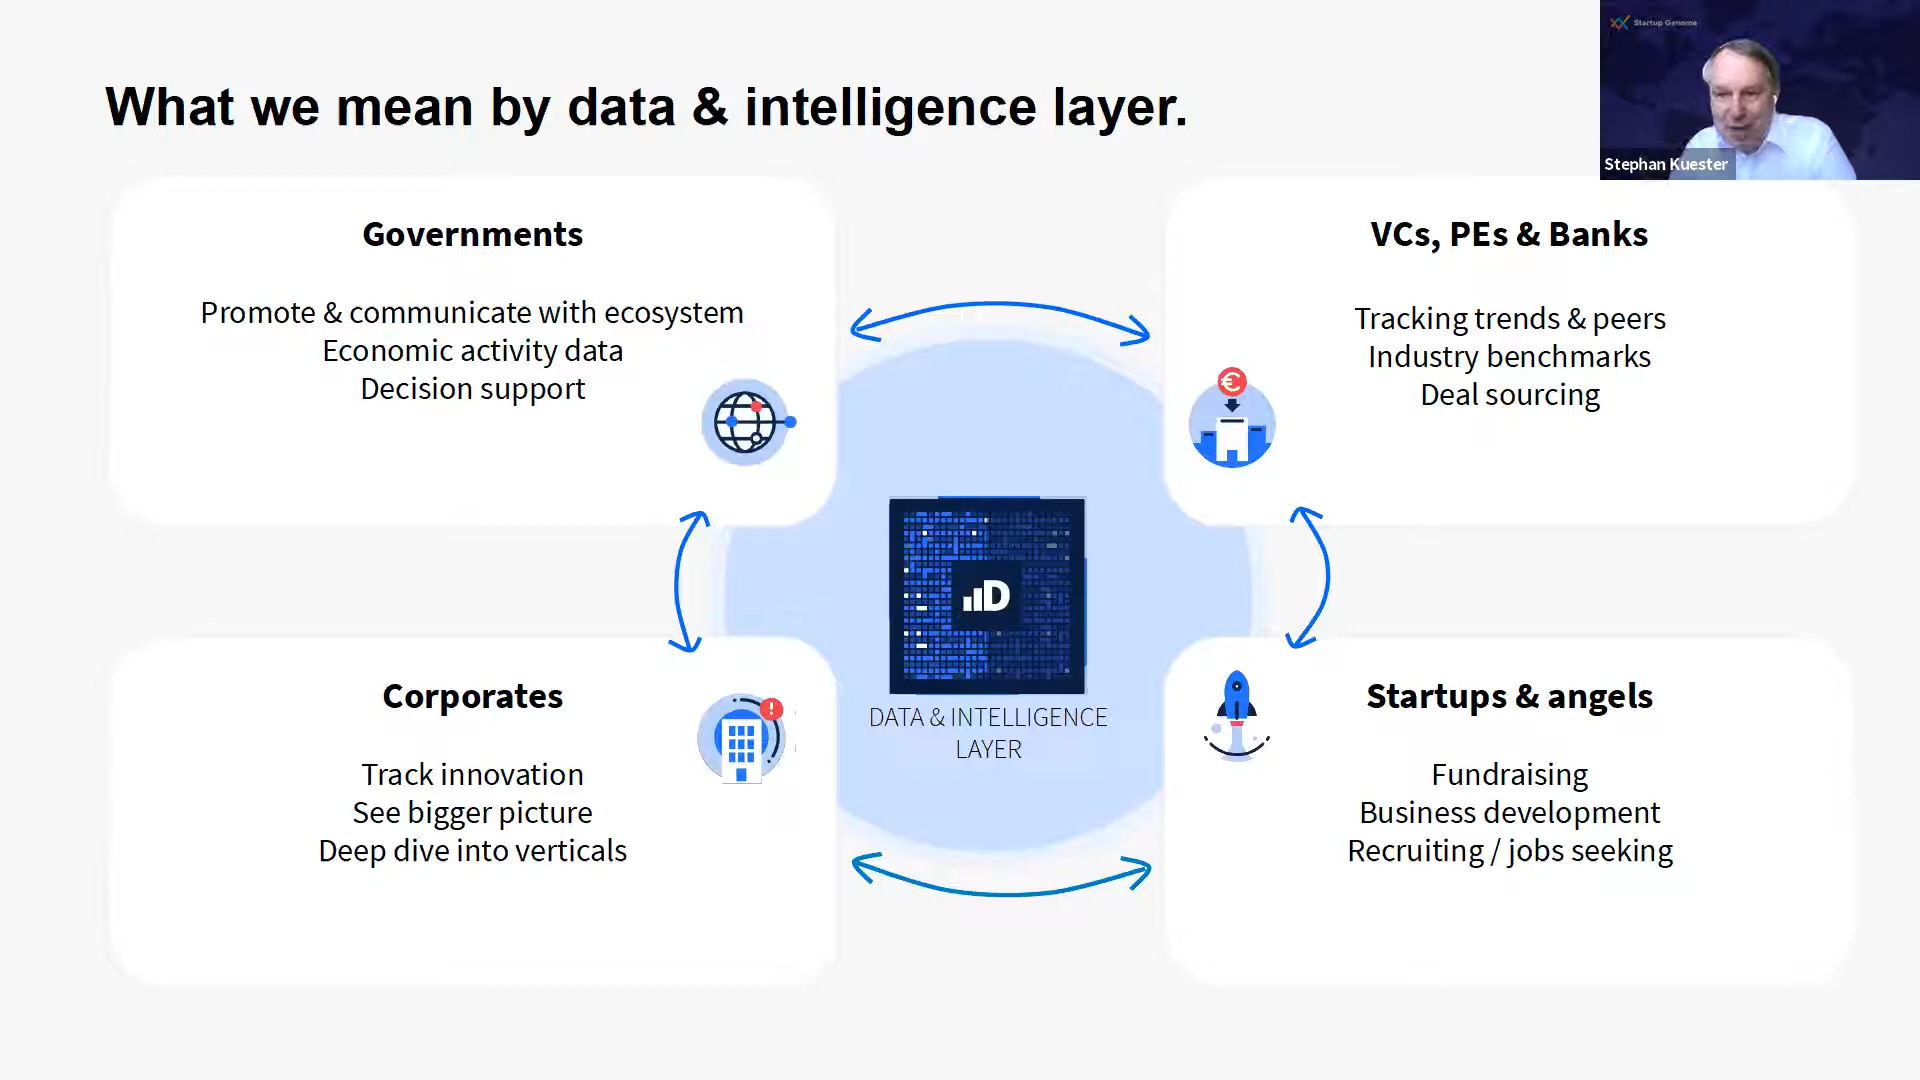 Startup Genome
Stephan Kuester
What we mean by data & intelligence layer.
Governments
Promote & communicate with ecosystem
Economic activity data
Decision support
VCs, PEs & Banks
Tracking trends & peers
Industry benchmarks
Deal sourcing
€
D
DATA & INTELLIGENCE
LAYER
Corporates
!
Track innovation
See bigger picture
Deep dive into verticals
Startups & angels
Fundraising
Business development
Recruiting / jobs seeking